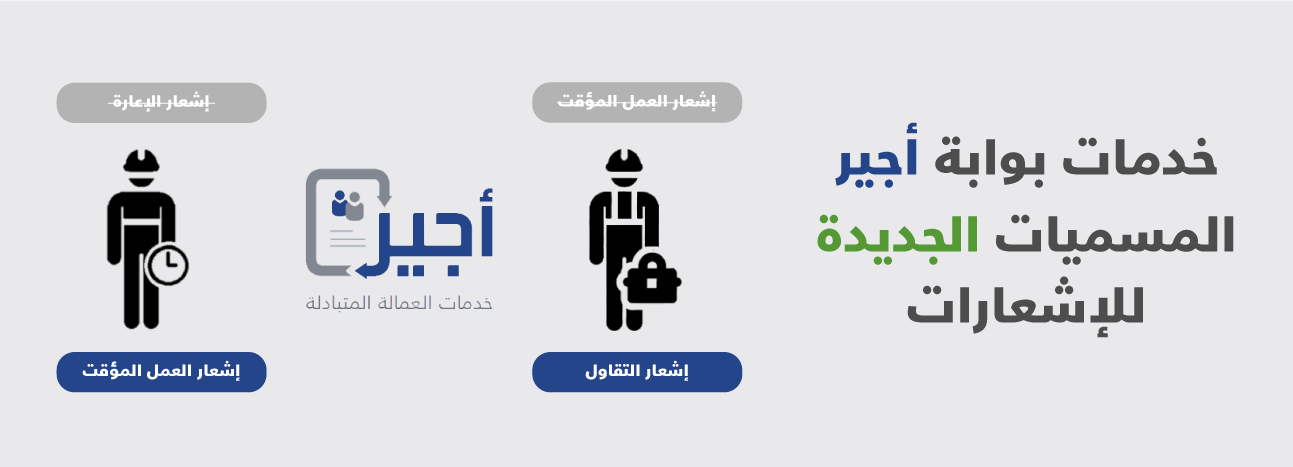 خدمات بوابة أجير
المسميات الجديدة
للإشعارات
إشعار العمل المؤقت
إشعار التقاول
أجير
خدمات العمالة المتبادلة
إشعار الإعارة
إشعار العمل المؤقت